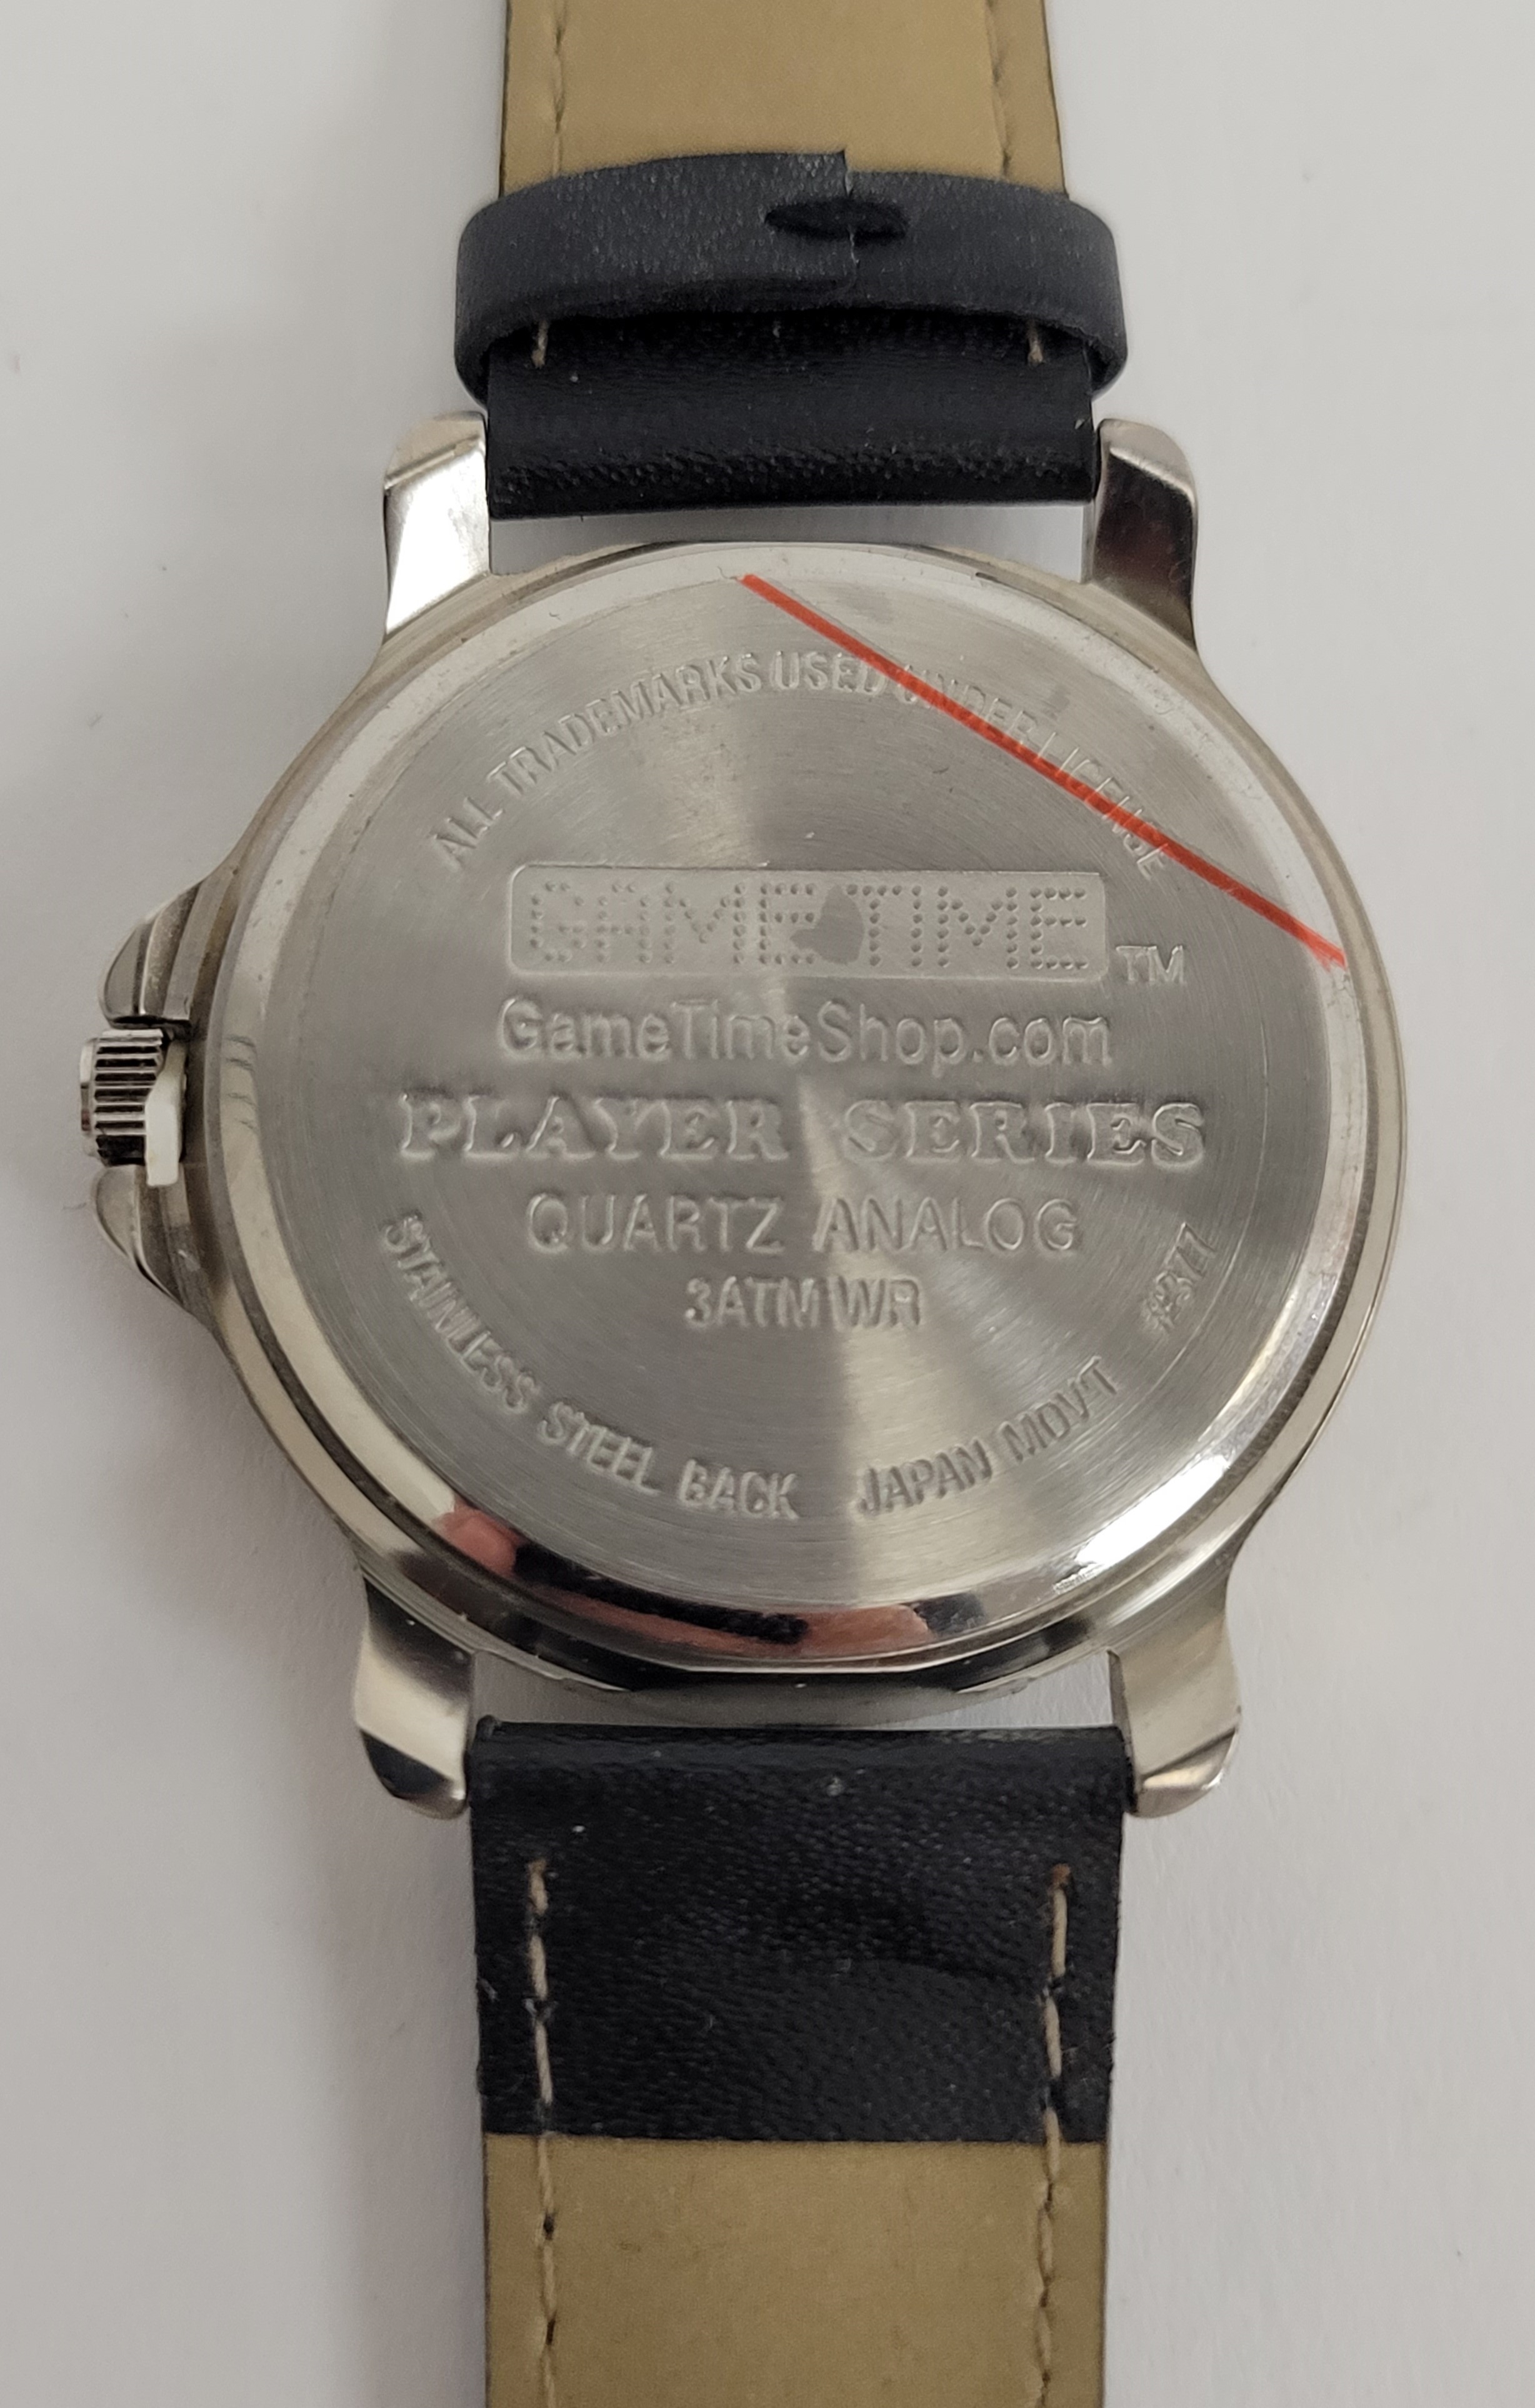 ALL TRADEMARKS USED UNDER LICENSE
GAMETIME TM
GameTimeShop.com
PLAYER SERIES
QUARTZ ANALOG
3ATM WR
STAINLESS STEEL BACK JAPAN MOV'T